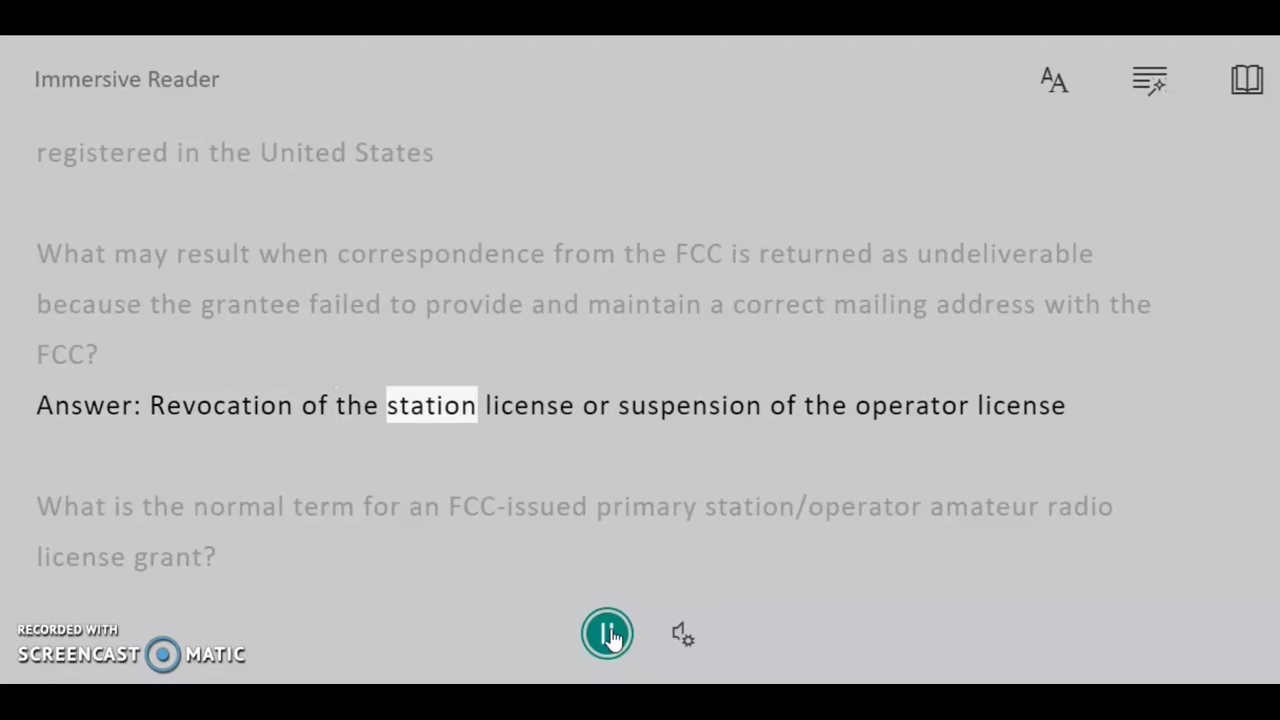 Immersive Reader
registered in the United States
What may result when correspondence from the FCC is returned as undeliverable
because the grantee failed to provide and maintain a correct mailing address with the
FCC?
Answer: Revocation of the station license or suspension of the operator license
What is the normal term for an FCC-issued primary station/operator amateur radio
license grant?
RECORDED WITH
SCREENCAST MATIC